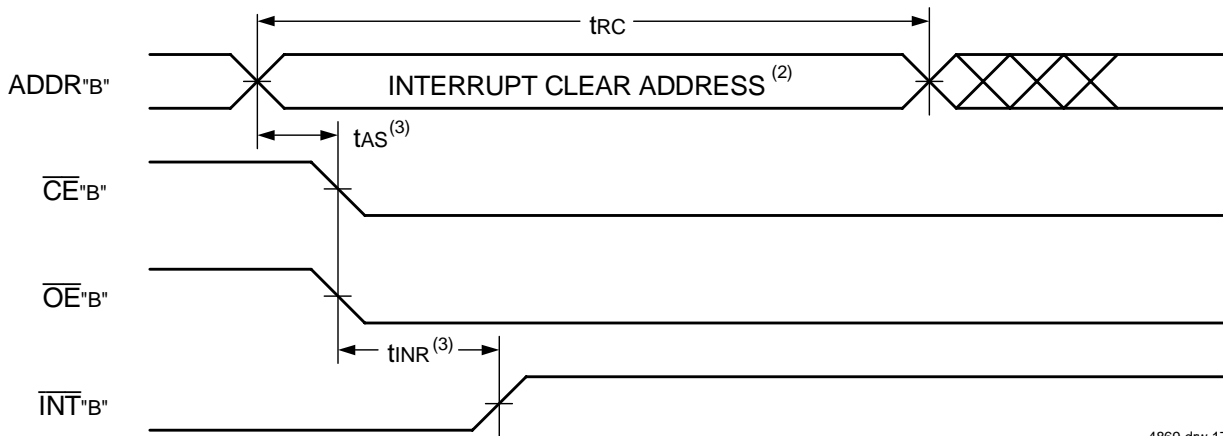 tRC
ADDR"B"
INTERRUPT CLEAR ADDRESS (2)
tAS(3)
CE"B"
OE"B"
tINR(3)
INT"B"